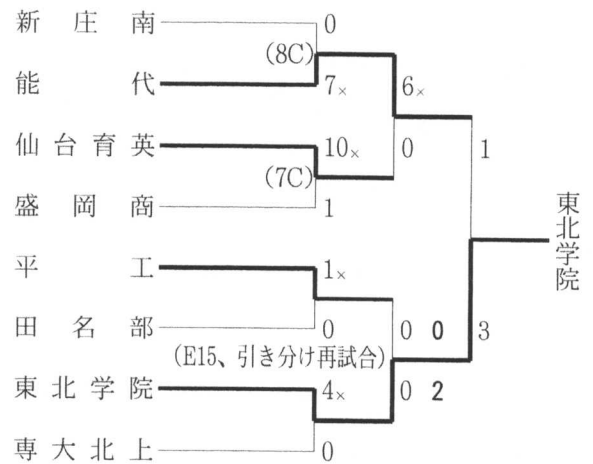 新庄南 0
(8C)
能代 7× 6×
仙台育英 10× 0 1
(7C)
盛岡商 1
東北学院
平工 1×
田名部 0 0 0 3
(E15、引き分け再試合)
東北学院 4× 0 2
専大北上 0